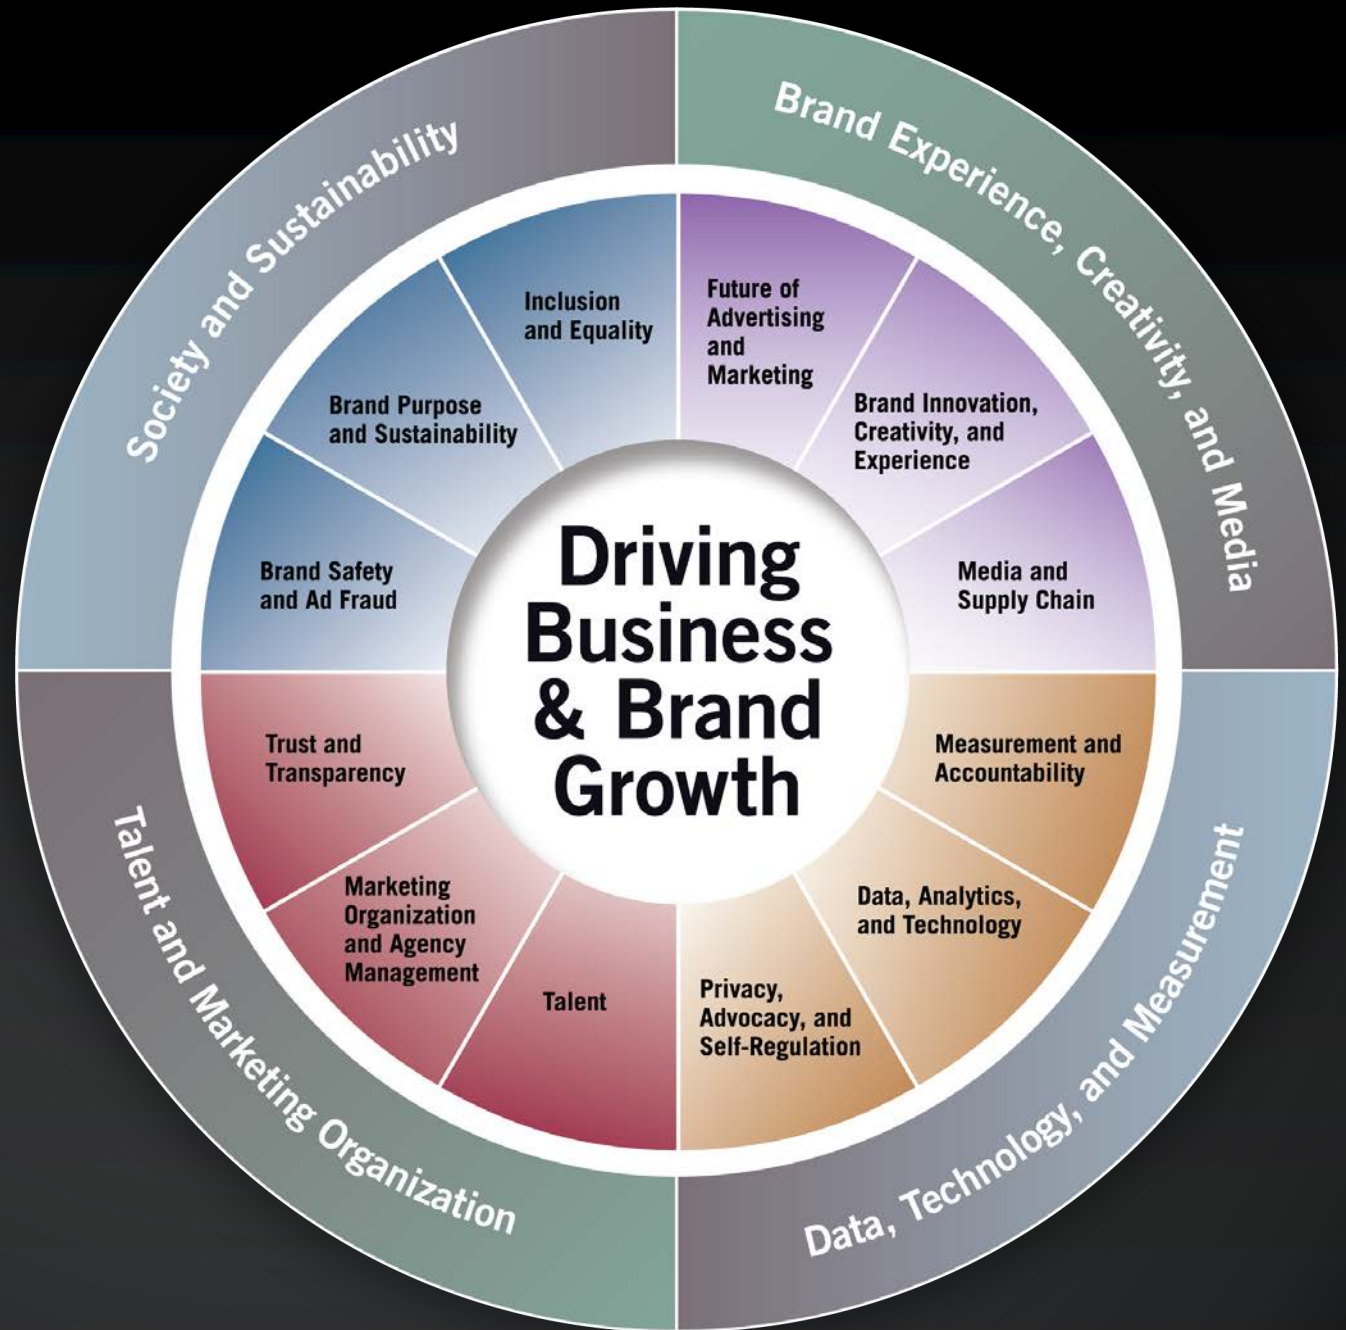 Society and Sustainability
Brand Experience, Creativity, and Media
Data, Technology, and Measurement
Talent and Marketing Organization
Driving
Business
& Brand
Growth
Future of
Advertising
and
Marketing
Brand Innovation,
Creativity, and
Experience
Media and
Supply Chain
Measurement and
Accountability
Data, Analytics,
and Technology
Privacy,
Advocacy, and
Self-Regulation
Talent
Marketing
Organization
and Agency
Management
Trust and
Transparency
Brand Safety
and Ad Fraud
Brand Purpose
and Sustainability
Inclusion
and Equality